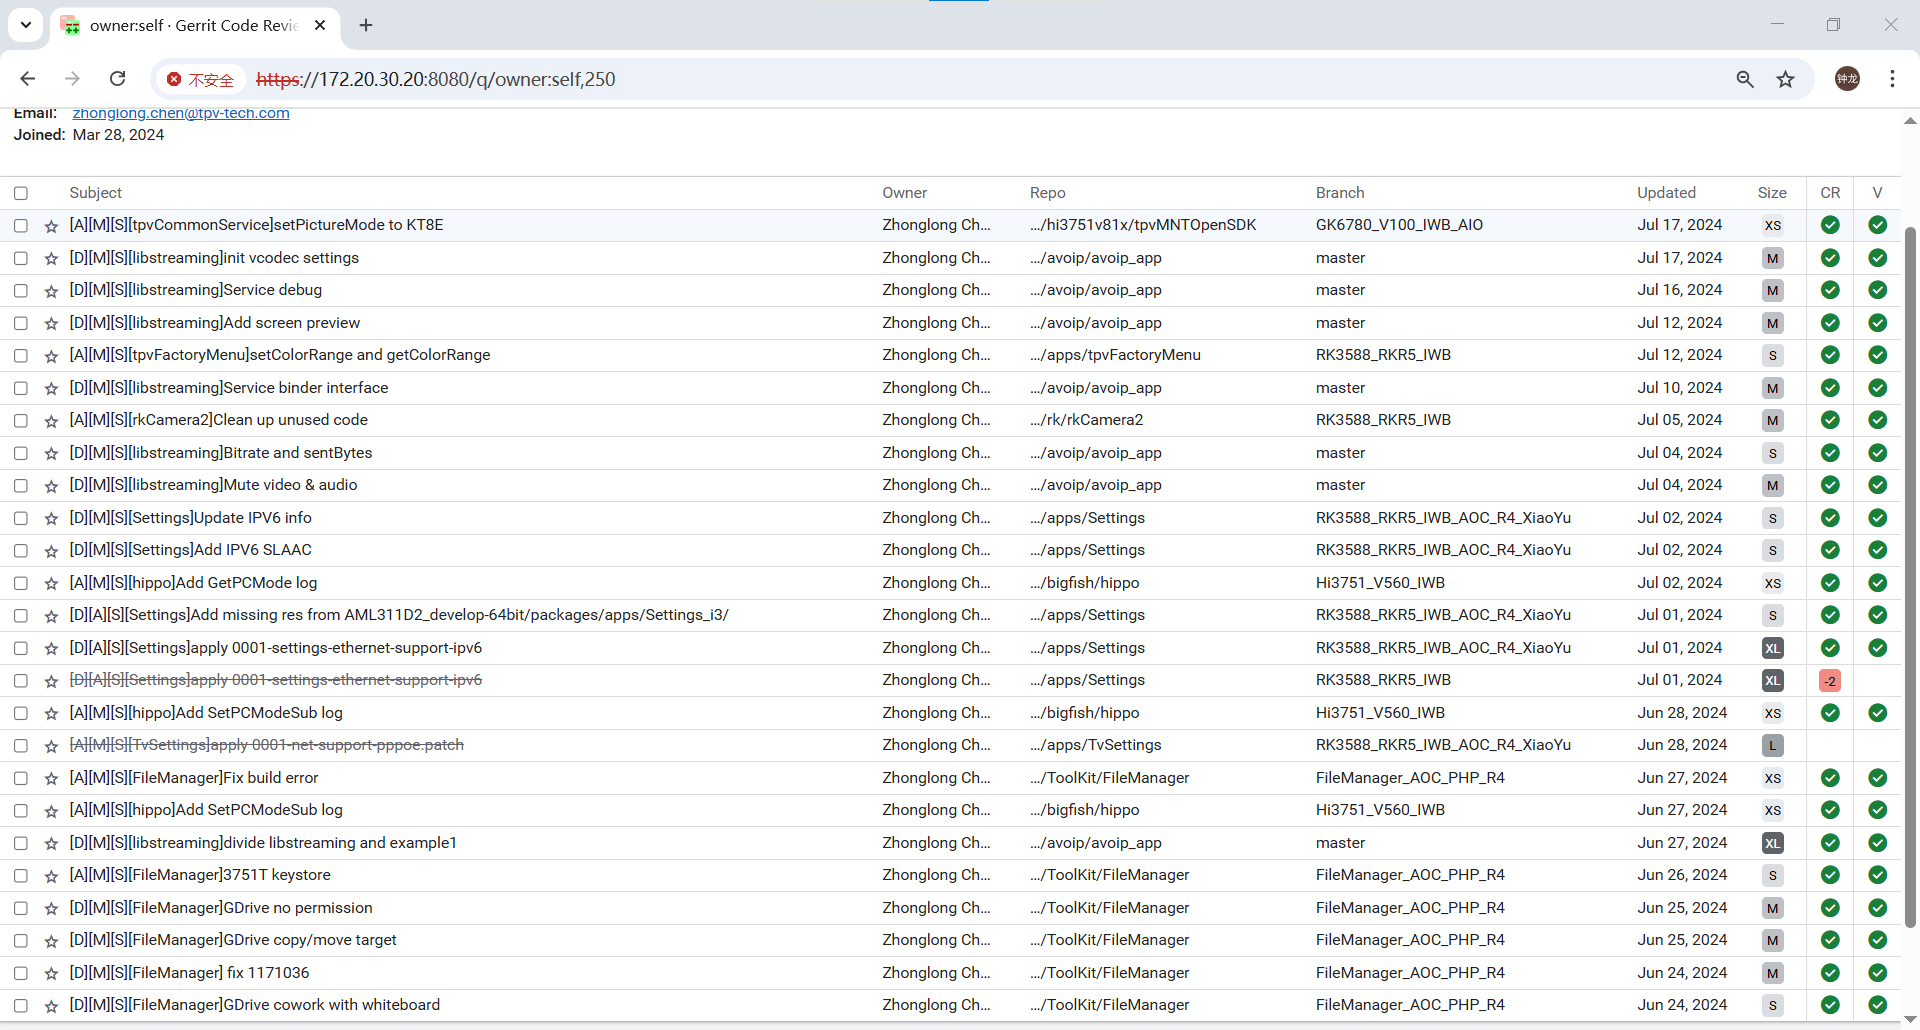 owner:self · Gerrit Code Revie
不安全 https://172.20.30.20:8080/q/owner:self,250 钟龙
Email: zhonglong.chen@tpv-tech.com
Joined: Mar 28, 2024
Subject Owner Repo Branch Updated Size CR V
[A][M][S][tpvCommonService]setPictureMode to KT8E Zhonglong Ch... .../hi3751v81x/tpvMNTOpenSDK GK6780_V100_IWB_AIO Jul 17, 2024 XS
[D][M][S][libstreaming]init vcodec settings Zhonglong Ch... .../avoip/avoip_app master Jul 17, 2024 M
[D][M][S][libstreaming]Service debug Zhonglong Ch... .../avoip/avoip_app master Jul 16, 2024 M
[D][M][S][libstreaming]Add screen preview Zhonglong Ch... .../avoip/avoip_app master Jul 12, 2024 M
[A][M][S][tpvFactoryMenu]setColorRange and getColorRange Zhonglong Ch... .../apps/tpvFactoryMenu RK3588_RKR5_IWB Jul 12, 2024 S
[D][M][S][libstreaming]Service binder interface Zhonglong Ch... .../avoip/avoip_app master Jul 10, 2024 M
[A][M][S][rkCamera2]Clean up unused code Zhonglong Ch... .../rk/rkCamera2 RK3588_RKR5_IWB Jul 05, 2024 M
[D][M][S][libstreaming]Bitrate and sentBytes Zhonglong Ch... .../avoip/avoip_app master Jul 04, 2024 S
[D][M][S][libstreaming]Mute video & audio Zhonglong Ch... .../avoip/avoip_app master Jul 04, 2024 M
[D][M][S][Settings]Update IPV6 info Zhonglong Ch... .../apps/Settings RK3588_RKR5_IWB_AOC_R4_XiaoYu Jul 02, 2024 S
[D][M][S][Settings]Add IPV6 SLAAC Zhonglong Ch... .../apps/Settings RK3588_RKR5_IWB_AOC_R4_XiaoYu Jul 02, 2024 S
[A][M][S][hippo]Add GetPCMode log Zhonglong Ch... .../bigfish/hippo Hi3751_V560_IWB Jul 02, 2024 XS
[D][A][S][Settings]Add missing res from AML311D2_develop-64bit/packages/apps/Settings_i3/ Zhonglong Ch... .../apps/Settings RK3588_RKR5_IWB_AOC_R4_XiaoYu Jul 01, 2024 S
[D][A][S][Settings]apply 0001-settings-ethernet-support-ipv6 Zhonglong Ch... .../apps/Settings RK3588_RKR5_IWB_AOC_R4_XiaoYu Jul 01, 2024 XL
[D][A][S][Settings]apply 0001-settings-ethernet-support-ipv6 Zhonglong Ch... .../apps/Settings RK3588_RKR5_IWB Jul 01, 2024 XL -2
[A][M][S][hippo]Add SetPCModeSub log Zhonglong Ch... .../bigfish/hippo Hi3751_V560_IWB Jun 28, 2024 XS
[A][M][S][TvSettings]apply 0001-net-support-pppoe.patch Zhonglong Ch... .../apps/TvSettings RK3588_RKR5_IWB_AOC_R4_XiaoYu Jun 28, 2024 L
[A][M][S][FileManager]Fix build error Zhonglong Ch... .../ToolKit/FileManager FileManager_AOC_PHP_R4 Jun 27, 2024 XS
[A][M][S][hippo]Add SetPCModeSub log Zhonglong Ch... .../bigfish/hippo Hi3751_V560_IWB Jun 27, 2024 XS
[D][M][S][libstreaming]divide libstreaming and example1 Zhonglong Ch... .../avoip/avoip_app master Jun 27, 2024 XL
[A][M][S][FileManager]3751T keystore Zhonglong Ch... .../ToolKit/FileManager FileManager_AOC_PHP_R4 Jun 26, 2024 S
[D][M][S][FileManager]GDrive no permission Zhonglong Ch... .../ToolKit/FileManager FileManager_AOC_PHP_R4 Jun 25, 2024 M
[D][M][S][FileManager]GDrive copy/move target Zhonglong Ch... .../ToolKit/FileManager FileManager_AOC_PHP_R4 Jun 25, 2024 M
[D][M][S][FileManager] fix 1171036 Zhonglong Ch... .../ToolKit/FileManager FileManager_AOC_PHP_R4 Jun 24, 2024 M
[D][M][S][FileManager]GDrive cowork with whiteboard Zhonglong Ch... .../ToolKit/FileManager FileManager_AOC_PHP_R4 Jun 24, 2024 S